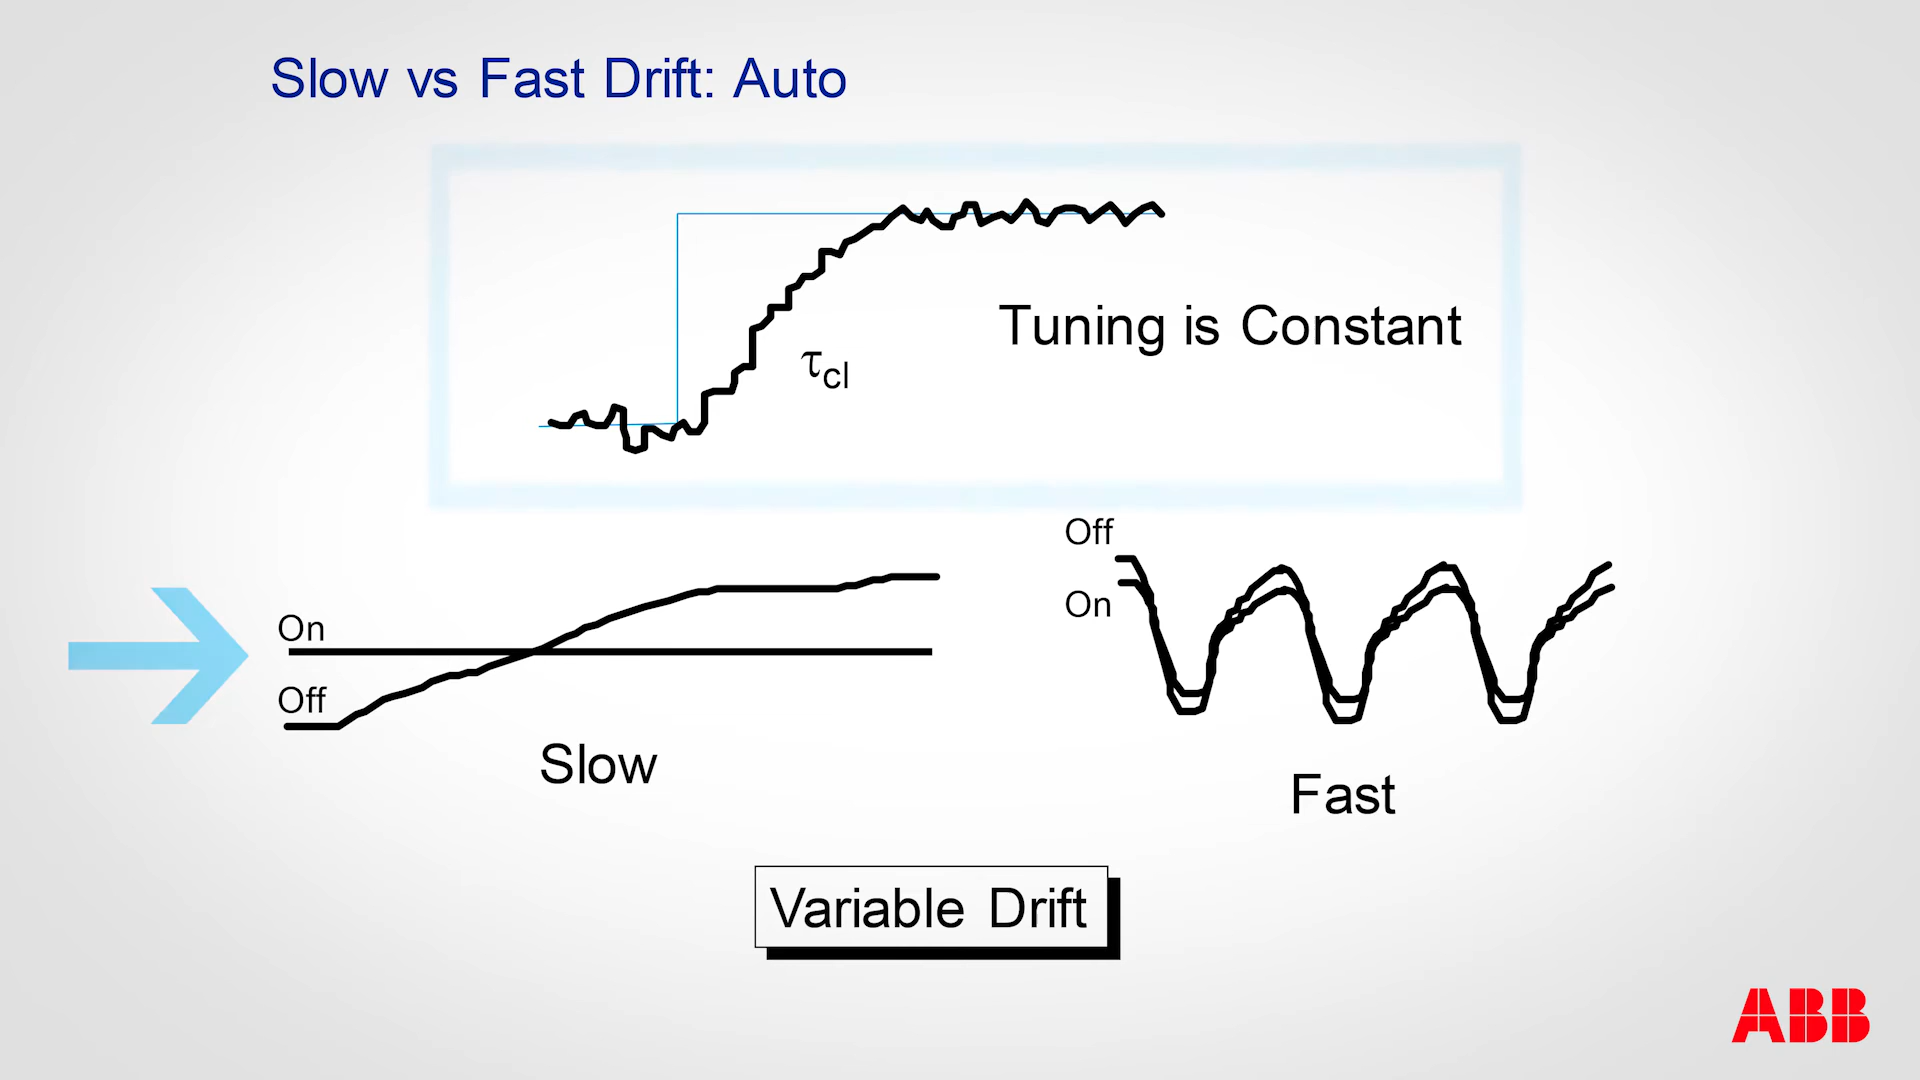 Slow vs Fast Drift: Auto
Tuning is Constant
τcl
Off
On
On
Off
Slow
Fast
Variable Drift
ABB